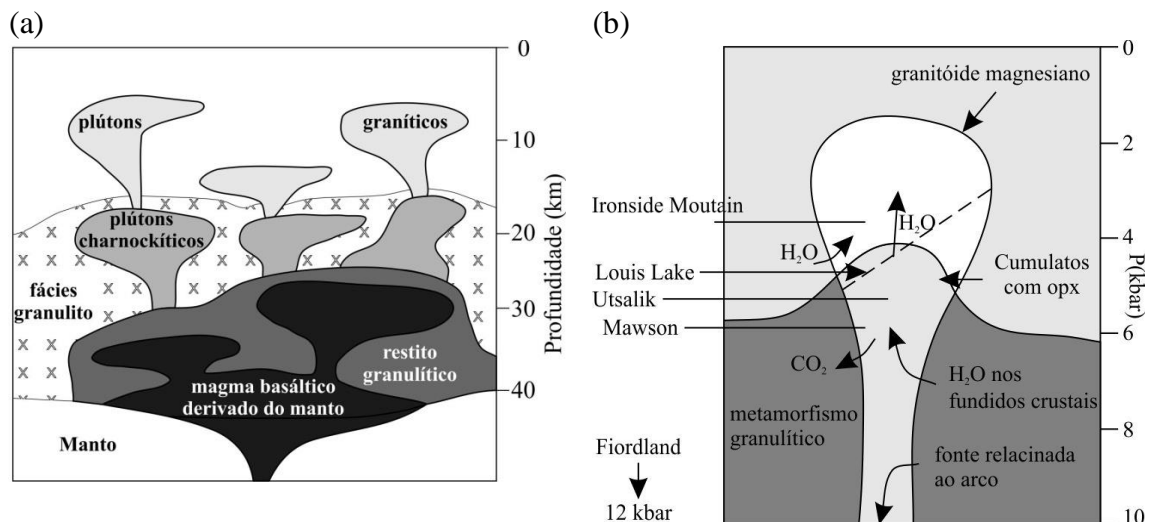 (a)
0
10
20
30
40
Profundidade (km)
plútons
graníticos
plútons
charnockíticos
fácies
granulito
restito
granulítico
magma basáltico
derivado do manto
Manto
(b)
0
2
4
6
8
10
P(kbar)
granitóide magnesiano
Ironside Moutain
H₂O
H₂O
Louis Lake
Utsalik
Mawson
Cumulatos
com opx
CO₂
H₂O nos
fundidos crustais
metamorfismo
granulítico
fonte relacinada
ao arco
Fiordland
12 kbar